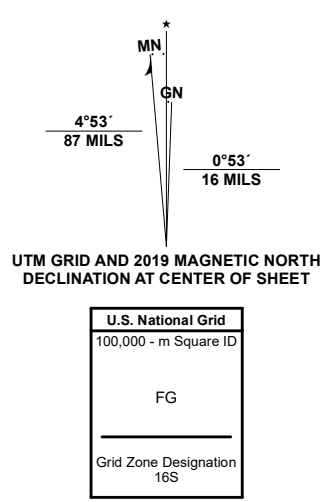 ★
MN
GN
4°53´
87 MILS
0°53´
16 MILS
UTM GRID AND 2019 MAGNETIC NORTH
DECLINATION AT CENTER OF SHEET
U.S. National Grid
100,000 - m Square ID
FG
Grid Zone Designation
16S